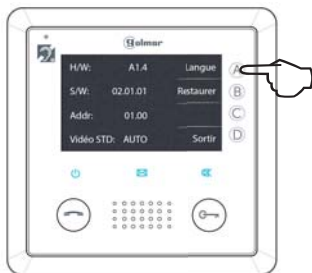 Golmar
H/W: A1.4 Langue A
S/W: 02.01.01 Restaurer B
Addr: 01.00 C
Vidéo STD: AUTO Sortir D